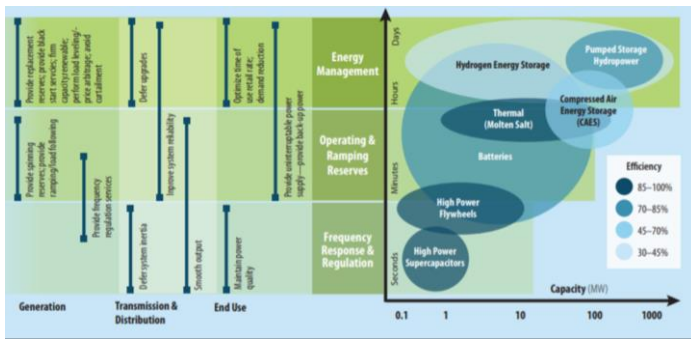 Provide replacement
reserves; provide black
start services; firm
capacity;renewable;
perform load leveling/-
price arbitrage; avoid
curtailment
Defer upgrades
Optimize time of
use retail rate;
demand reduction
Energy
Management
Provide spinning
reserves; provide
ramping/load following
Provide frequency
regulation services
Improve system reliability
Provide uninterruptable power
supply—provide back-up power
Operating &
Ramping
Reserves
Defer system inertia
Smooth output
Maintain power
quality
Frequency
Response &
Regulation
Generation
Transmission &
Distribution
End Use
Days
Hours
Minutes
Seconds
Hydrogen Energy Storage
Pumped Storage
Hydropower
Compressed Air
Energy Storage
(CAES)
Thermal
(Molten Salt)
Batteries
High Power
Flywheels
High Power
Supercapacitors
Efficiency
85–100%
70–85%
45–70%
30–45%
Capacity (MW)
0.1 1 10 100 1000